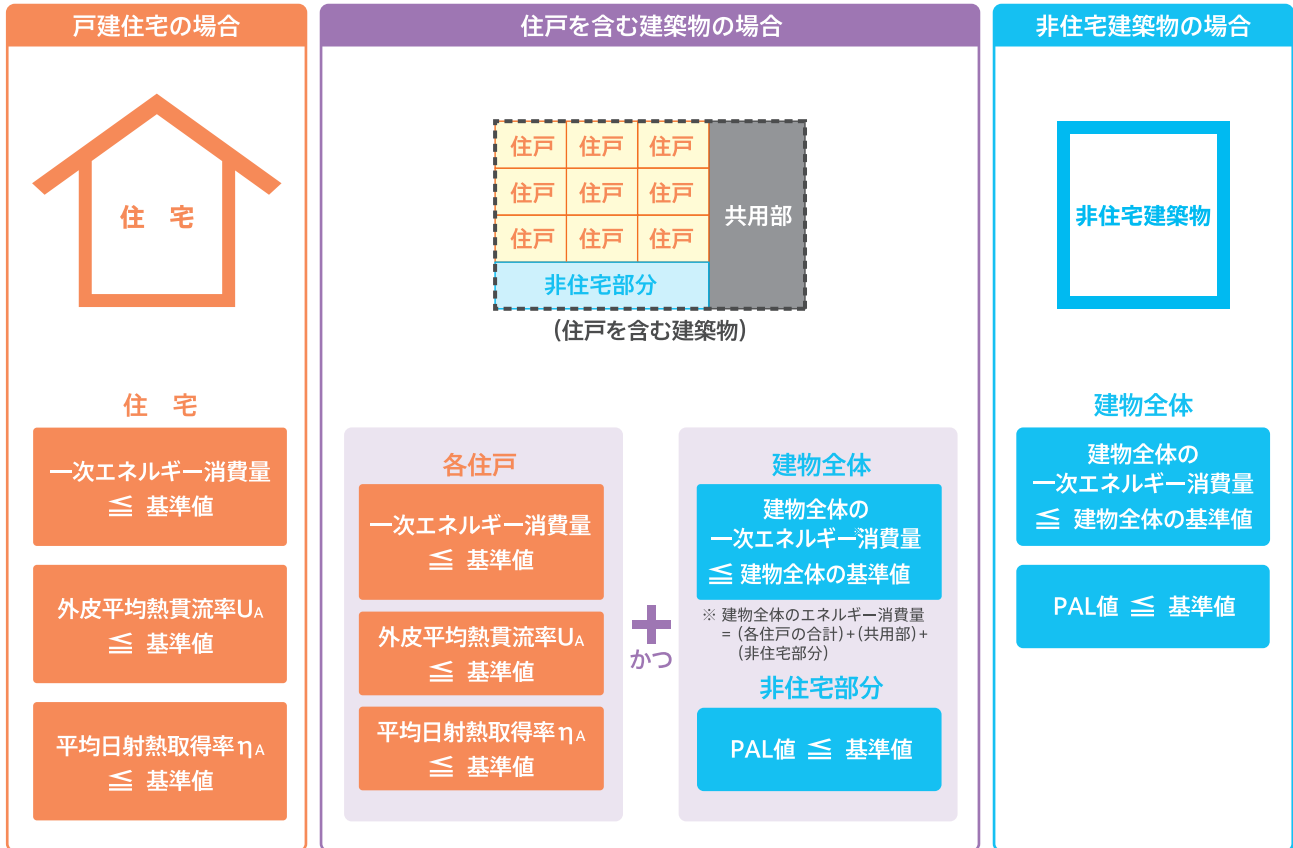 戸建住宅の場合
住 宅
住 宅
一次エネルギー消費量
≦ 基準値
外皮平均熱貫流率UA
≦ 基準値
平均日射熱取得率ηA
≦ 基準値
住戸を含む建築物の場合
住戸 住戸 住戸
住戸 住戸 住戸
住戸 住戸 住戸
共用部
非住宅部分
(住戸を含む建築物)
各住戸
一次エネルギー消費量
≦ 基準値
外皮平均熱貫流率UA
≦ 基準値
平均日射熱取得率ηA
≦ 基準値
+
かつ
建物全体
建物全体の
一次エネルギー※消費量
≦ 建物全体の基準値
※ 建物全体のエネルギー消費量
= (各住戸の合計)+(共用部)+
(非住宅部分)
非住宅部分
PAL値 ≦ 基準値
非住宅建築物の場合
非住宅建築物
建物全体
建物全体の
一次エネルギー消費量
≦ 建物全体の基準値
PAL値 ≦ 基準値